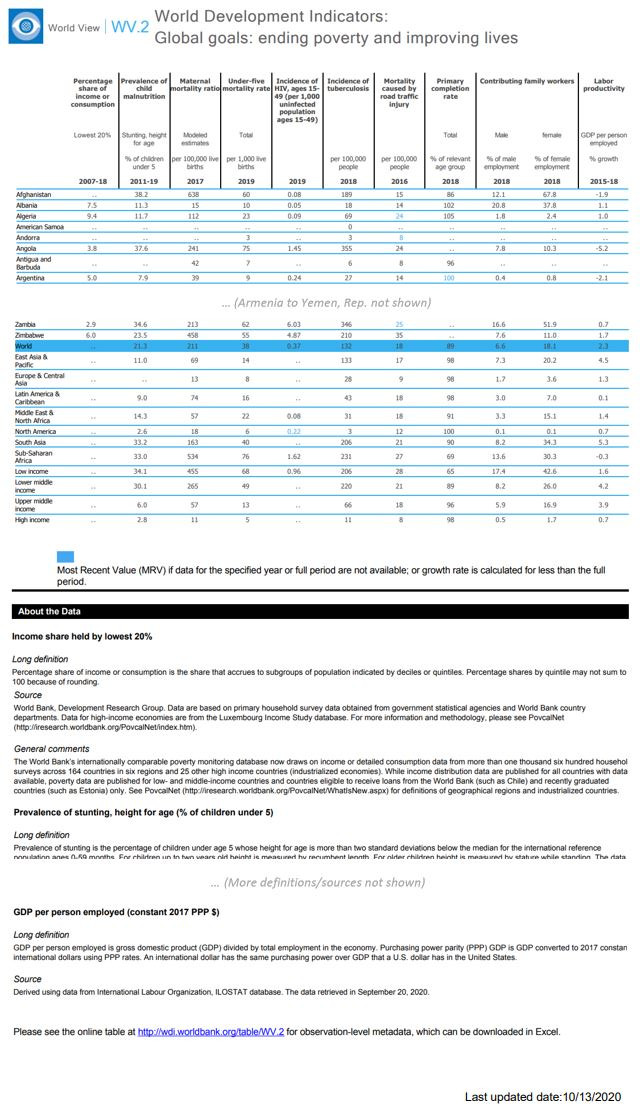 World View | WV.2
World Development Indicators:
Global goals: ending poverty and improving lives
Percentage share of income or consumption Prevalence of child malnutrition Maternal mortality ratio Under-five mortality rate Incidence of HIV, ages 15-49 (per 1,000 uninfected population ages 15-49) Incidence of tuberculosis Mortality caused by road traffic injury Primary completion rate Contributing family workers Labor productivity
Lowest 20% Stunting, height for age Modeled estimates Total Total Male female GDP per person employed
% of children under 5 per 100,000 live births per 1,000 live births per 100,000 people per 100,000 people % of relevant age group % of male employment % of female employment % growth
2007-18 2011-19 2017 2019 2019 2018 2016 2018 2018 2018 2015-18
Afghanistan .. 38.2 638 60 0.08 189 15 86 12.1 67.8 -1.9
Albania 7.5 11.3 15 10 0.05 18 14 102 20.8 37.8 1.1
Algeria 9.4 11.7 112 23 0.09 69 24 105 1.8 2.4 1.0
American Samoa .. .. .. .. .. 0 .. .. .. .. ..
Andorra .. .. .. 3 .. 3 8 .. .. .. ..
Angola 3.8 37.6 241 75 1.45 355 24 .. 7.8 10.3 -5.2
Antigua and
Barbuda .. .. 42 7 .. 6 8 96 .. .. ..
Argentina 5.0 7.9 39 9 0.24 27 14 100 0.4 0.8 -2.1
... (Armenia to Yemen, Rep. not shown)
Zambia 2.9 34.6 213 62 6.03 346 25 .. 16.6 51.9 0.7
Zimbabwe 6.0 23.5 458 55 4.87 210 35 .. 7.6 11.0 1.7
World .. 21.3 211 38 0.37 132 18 89 6.6 18.1 2.3
East Asia &
Pacific .. 11.0 69 14 .. 133 17 98 7.3 20.2 4.5
Europe & Central
Asia .. .. 13 8 .. 28 9 98 1.7 3.6 1.3
Latin America &
Caribbean .. 9.0 74 16 .. 43 18 98 3.0 7.0 0.1
Middle East &
North Africa .. 14.3 57 22 0.08 31 18 91 3.3 15.1 1.4
North America .. 2.6 18 6 0.22 3 12 100 0.1 0.1 0.7
South Asia .. 33.2 163 40 .. 206 21 90 8.2 34.3 5.3
Sub-Saharan
Africa .. 33.0 534 76 1.62 231 27 69 13.6 30.3 -0.3
Low income .. 34.1 455 68 0.96 206 28 65 17.4 42.6 1.6
Lower middle
income .. 30.1 265 49 .. 220 21 89 8.2 26.0 4.2
Upper middle
income .. 6.0 57 13 .. 66 18 96 5.9 16.9 3.9
High income .. 2.8 11 5 .. 11 8 98 0.5 1.7 0.7
Most Recent Value (MRV) if data for the specified year or full period are not available; or growth rate is calculated for less than the full
period.
About the Data
Income share held by lowest 20%
Long definition
Percentage share of income or consumption is the share that accrues to subgroups of population indicated by deciles or quintiles. Percentage shares by quintile may not sum to
100 because of rounding.
Source
World Bank, Development Research Group. Data are based on primary household survey data obtained from government statistical agencies and World Bank country
departments. Data for high-income economies are from the Luxembourg Income Study database. For more information and methodology, please see PovcalNet
(http://iresearch.worldbank.org/PovcalNet/index.htm).
General comments
The World Bank's internationally comparable poverty monitoring database now draws on income or detailed consumption data from more than one thousand six hundred househol
surveys across 164 countries in six regions and 25 other high income countries (industrialized economies). While income distribution data are published for all countries with data
available, poverty data are published for low- and middle-income countries and countries eligible to receive loans from the World Bank (such as Chile) and recently graduated
countries (such as Estonia) only. See PovcalNet (http://iresearch.worldbank.org/PovcalNet/WhatIsNew.aspx) for definitions of geographical regions and industrialized countries.
Prevalence of stunting, height for age (% of children under 5)
Long definition
Prevalence of stunting is the percentage of children under age 5 whose height for age is more than two standard deviations below the median for the international reference
population ages 0-59 months. For children up to two years old height is measured by recumbent length. For older children height is measured by stature while standing. The data
... (More definitions/sources not shown)
GDP per person employed (constant 2017 PPP $)
Long definition
GDP per person employed is gross domestic product (GDP) divided by total employment in the economy. Purchasing power parity (PPP) GDP is GDP converted to 2017 constan
international dollars using PPP rates. An international dollar has the same purchasing power over GDP that a U.S. dollar has in the United States.
Source
Derived using data from International Labour Organization, ILOSTAT database. The data retrieved in September 20, 2020.
Please see the online table at http://wdi.worldbank.org/table/WV.2 for observation-level metadata, which can be downloaded in Excel.
Last updated date:10/13/2020